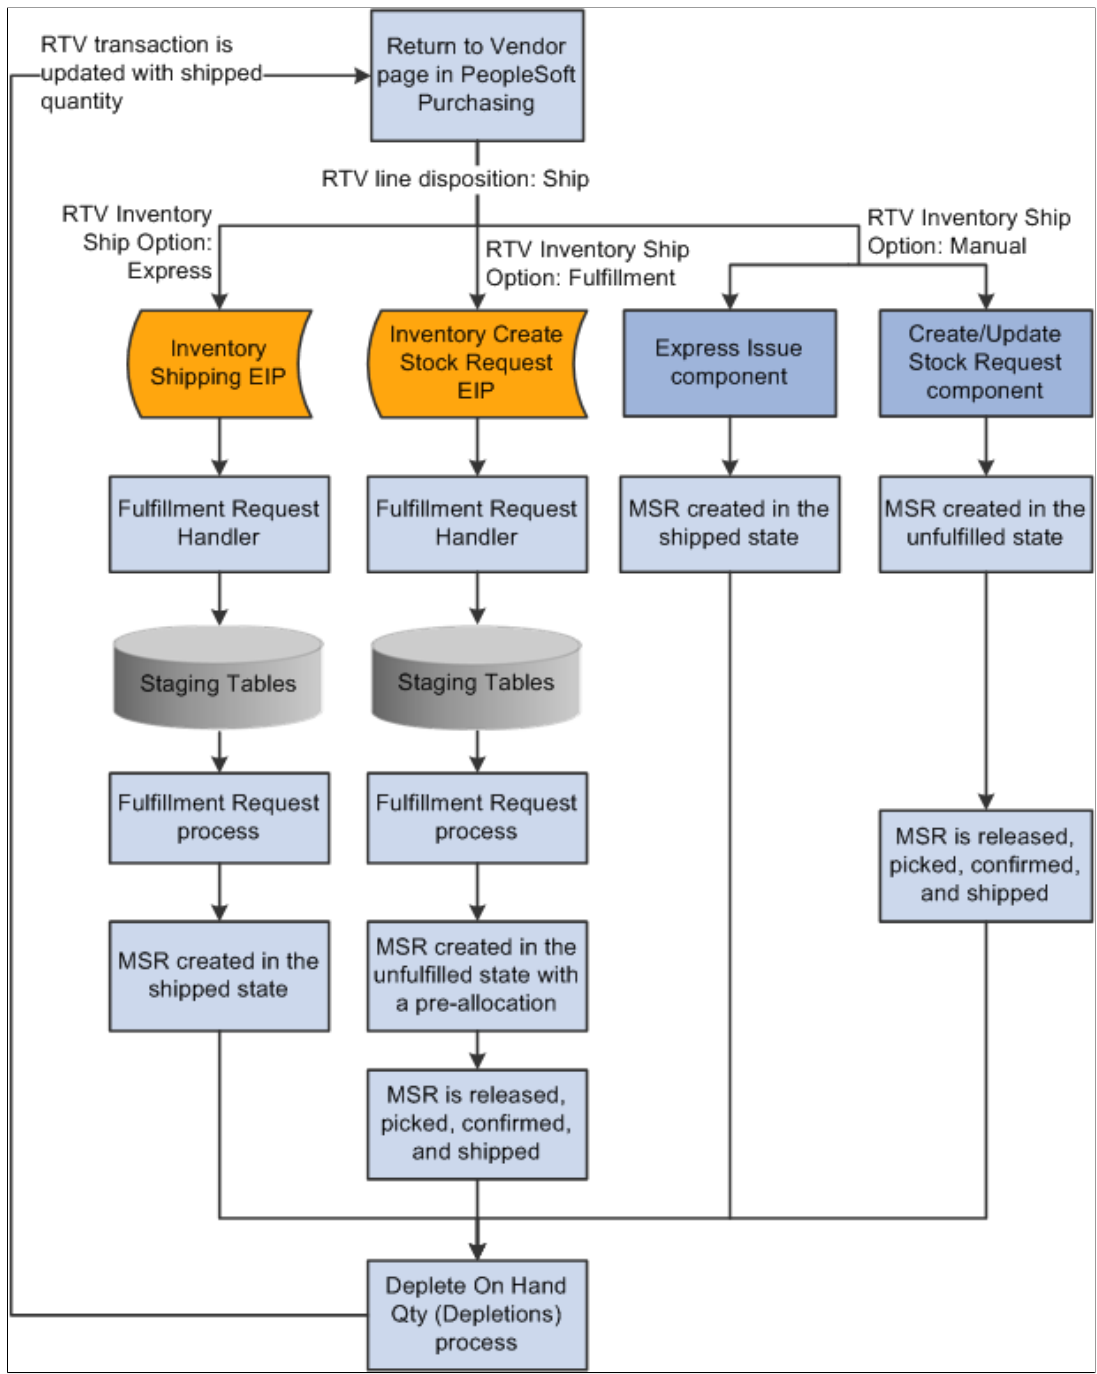 RTV transaction is
updated with shipped
quantity
Return to Vendor
page in PeopleSoft
Purchasing
RTV line disposition: Ship
RTV Inventory
Ship Option:
Express
RTV Inventory Ship
Option: Fulfillment
RTV Inventory Ship
Option: Manual
Inventory
Shipping EIP
Inventory Create
Stock Request
EIP
Express Issue
component
Create/Update
Stock Request
component
Fulfillment Request
Handler
Fulfillment Request
Handler
MSR created in the
shipped state
MSR created in the
unfulfilled state
Staging Tables
Staging Tables
Fulfillment Request
process
Fulfillment Request
process
MSR is released,
picked, confirmed,
and shipped
MSR created in the
shipped state
MSR created in the
unfulfilled state with
a pre-allocation
MSR is released,
picked, confirmed,
and shipped
Deplete On Hand
Qty (Depletions)
process